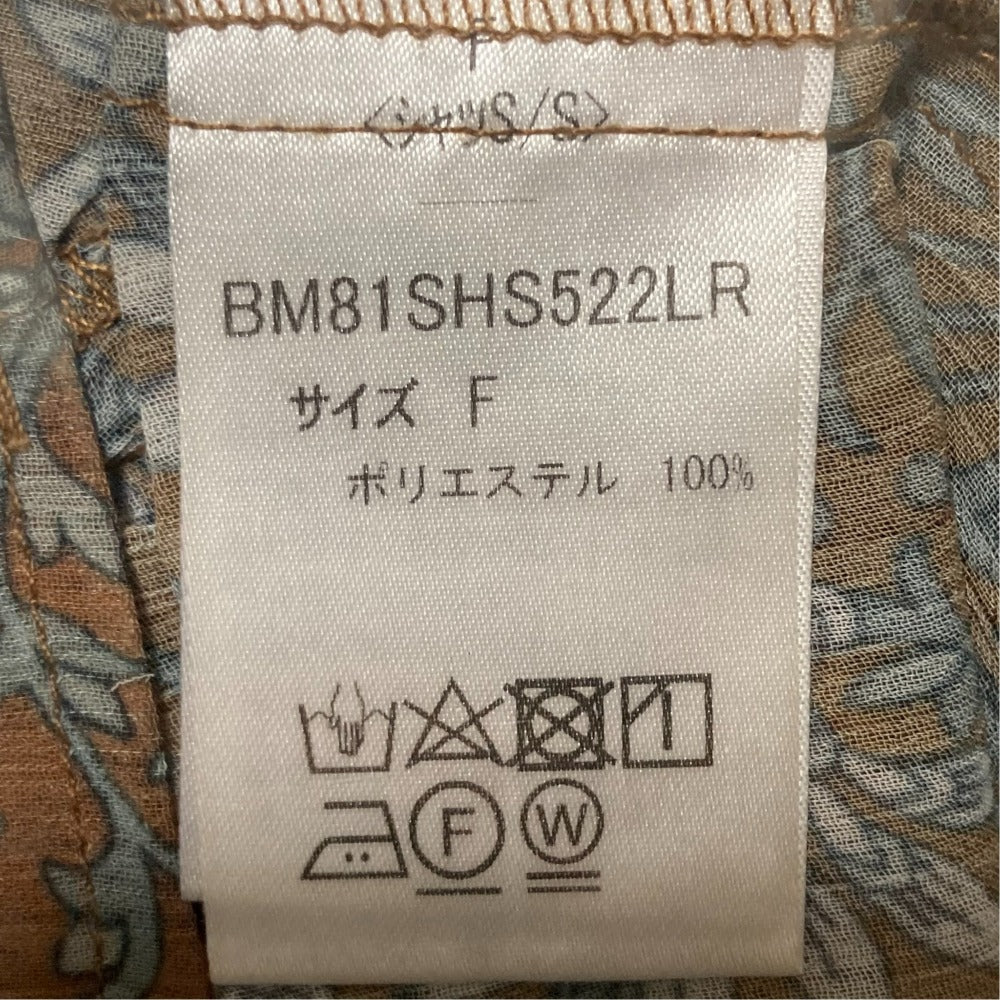 F
〈シャツS/S〉
BM81SHS522LR
サイズ F
ポリエステル 100%
F
W